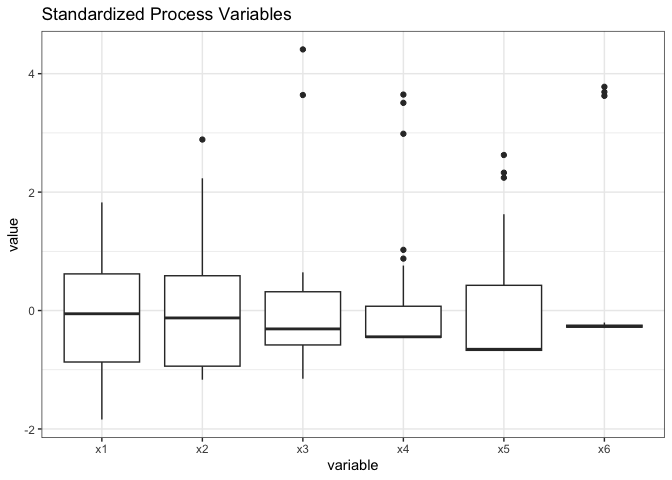 Standardized Process Variables
value
4
2
0
-2
x1 x2 x3 x4 x5 x6
variable